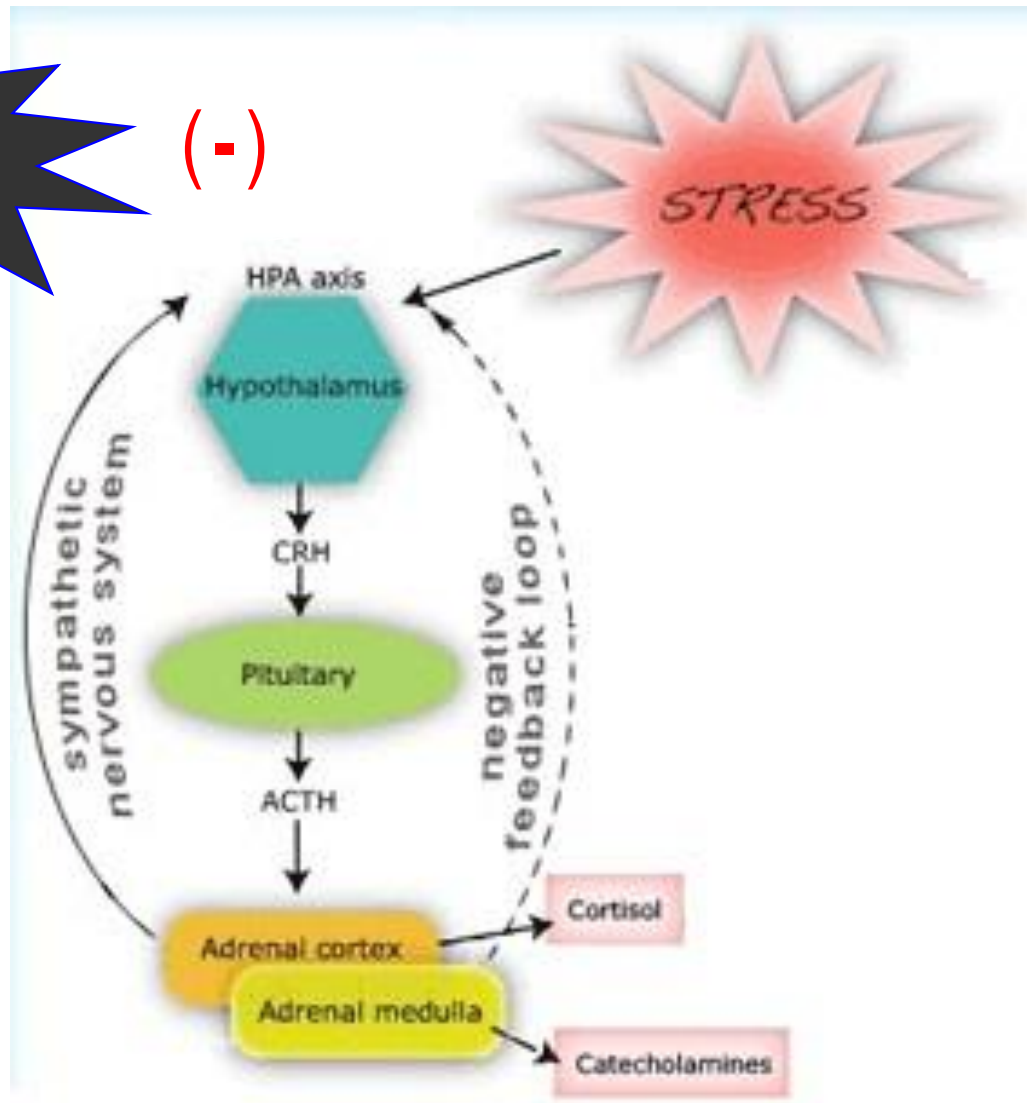 (-)
STRESS
HPA axis
Hypothalamus
CRH
sympathetic
nervous system
Pituitary
negative
feedback loop
ACTH
Cortisol
Adrenal cortex
Adrenal medulla
Catecholamines